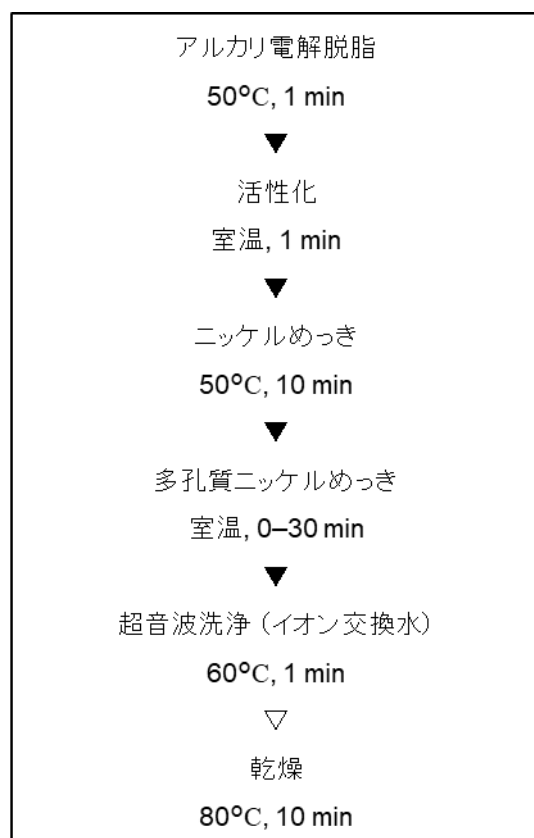 アルカリ電解脱脂
50°C, 1 min
▼
活性化
室温, 1 min
▼
ニッケルめっき
50°C, 10 min
▼
多孔質ニッケルめっき
室温, 0–30 min
▼
超音波洗浄（イオン交換水）
60°C, 1 min
▽
乾燥
80°C, 10 min